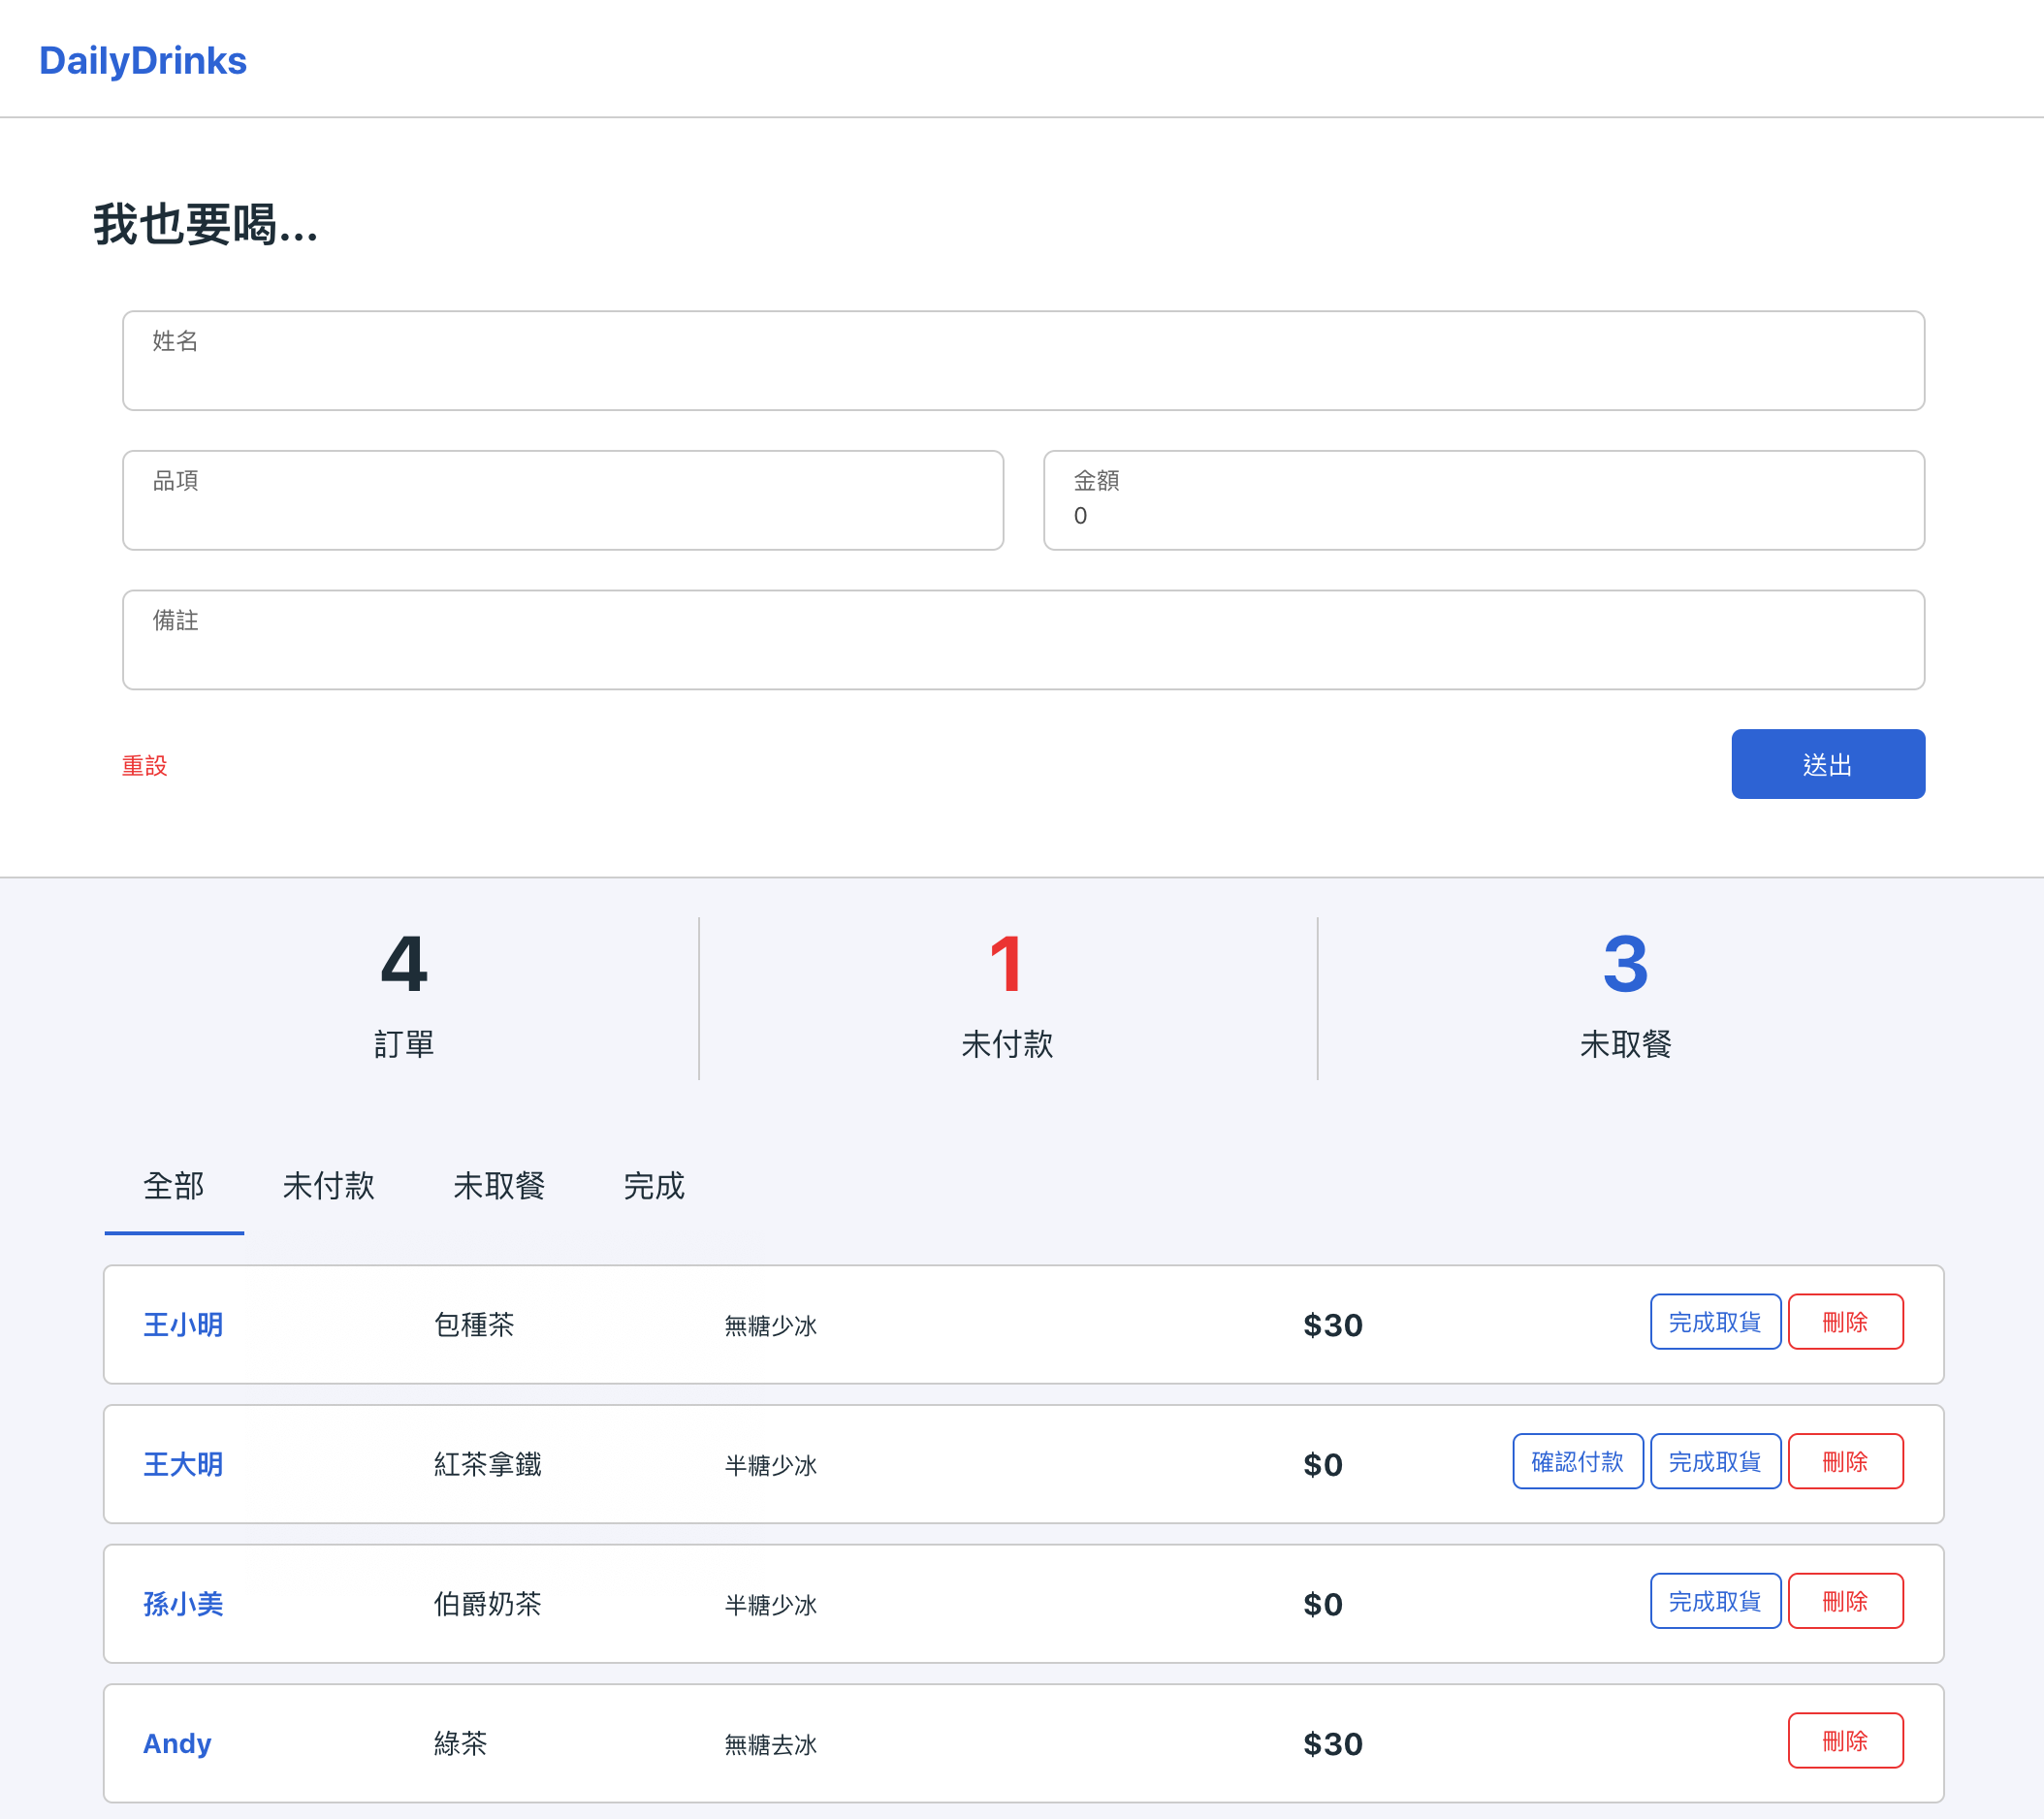 DailyDrinks
我也要喝...
姓名
品項
金額
0
備註
重設
送出
4
訂單
1
未付款
3
未取餐
全部 未付款 未取餐 完成
王小明 包種茶 無糖少冰 $30 完成取貨 刪除
王大明 紅茶拿鐵 半糖少冰 $0 確認付款 完成取貨 刪除
孫小美 伯爵奶茶 半糖少冰 $0 完成取貨 刪除
Andy 綠茶 無糖去冰 $30 刪除